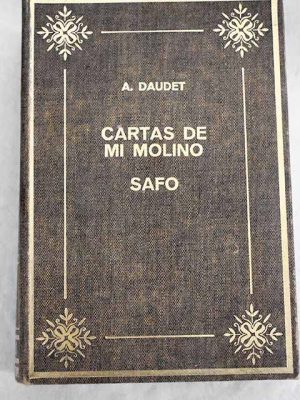 A. DAUDET
CARTAS DE
MI MOLINO
SAFO